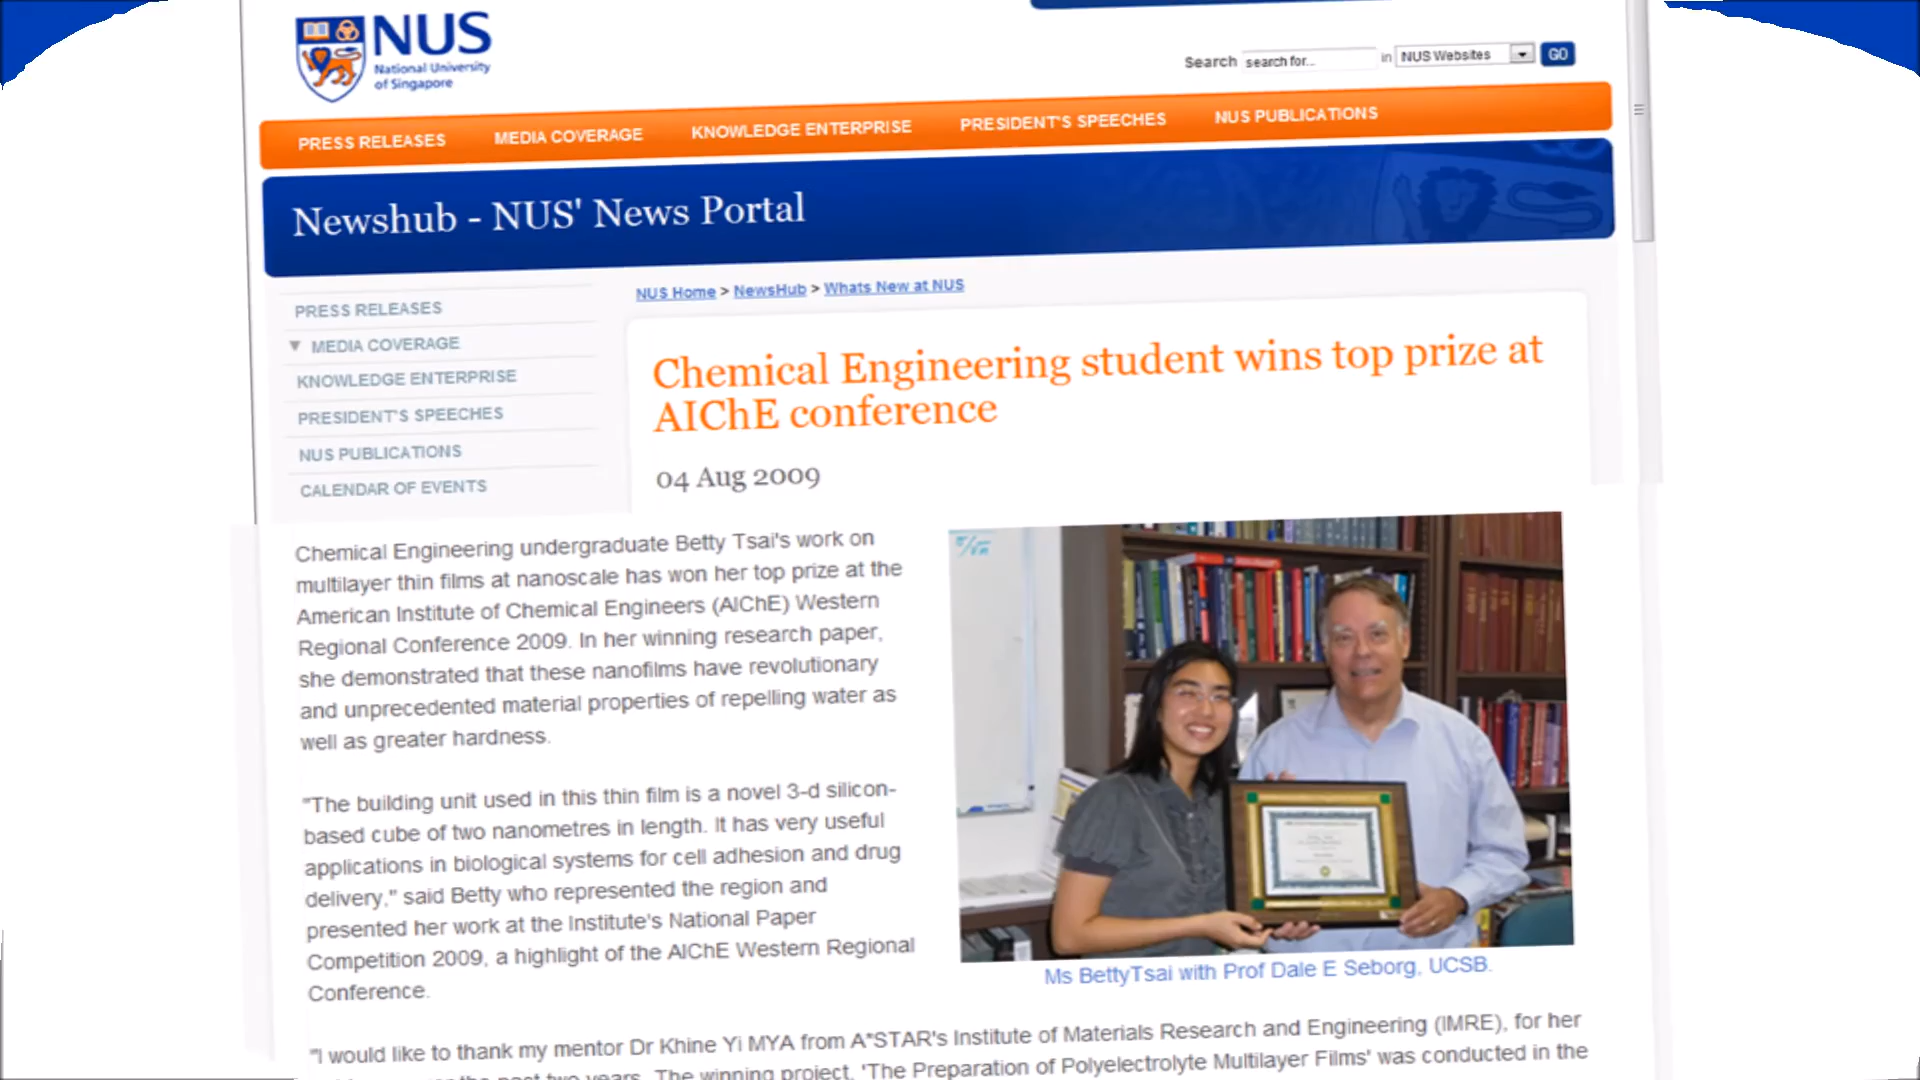 NUS
National University
of Singapore
Search search for... in NUS Websites GO
PRESS RELEASES MEDIA COVERAGE KNOWLEDGE ENTERPRISE PRESIDENT'S SPEECHES NUS PUBLICATIONS
Newshub - NUS' News Portal
NUS Home > NewsHub > Whats New at NUS
PRESS RELEASES
MEDIA COVERAGE
KNOWLEDGE ENTERPRISE
PRESIDENT'S SPEECHES
NUS PUBLICATIONS
CALENDAR OF EVENTS
Chemical Engineering student wins top prize at
AIChE conference
04 Aug 2009
Chemical Engineering undergraduate Betty Tsai's work on
multilayer thin films at nanoscale has won her top prize at the
American Institute of Chemical Engineers (AIChE) Western
Regional Conference 2009. In her winning research paper,
she demonstrated that these nanofilms have revolutionary
and unprecedented material properties of repelling water as
well as greater hardness.
"The building unit used in this thin film is a novel 3-d silicon-
based cube of two nanometres in length. It has very useful
applications in biological systems for cell adhesion and drug
delivery," said Betty who represented the region and
presented her work at the Institute's National Paper
Competition 2009, a highlight of the AIChE Western Regional
Conference.
Ms BettyTsai with Prof Dale E Seborg, UCSB.
"I would like to thank my mentor Dr Khine Yi MYA from A*STAR's Institute of Materials Research and Engineering (IMRE), for her
the past two years. The winning project, 'The Preparation of Polyelectrolyte Multilayer Films' was conducted in the